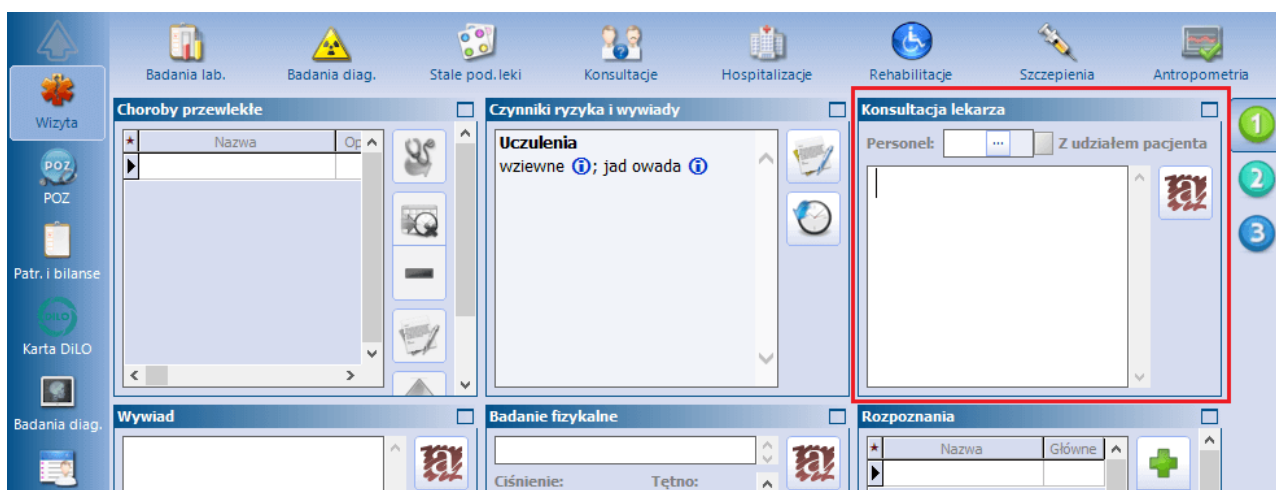 Badania lab.
Badania diag.
Stale pod. leki
Konsultacje
Hospitalizacje
Rehabilitacje
Szczepienia
Antropometria
Wizyta
POZ
POZ
Patr. i bilanse
Karta DiLO
Badania diag.
Choroby przewlekłe
* Nazwa
Czynniki ryzyka i wywiady
Uczulenia
wziewne i; jad owada i
Konsultacja lekarza
Personel: ... Z udziałem pacjenta
1
2
3
Wywiad
Badanie fizykalne
Ciśnienie: Tętno:
Rozpoznania
* Nazwa Główne